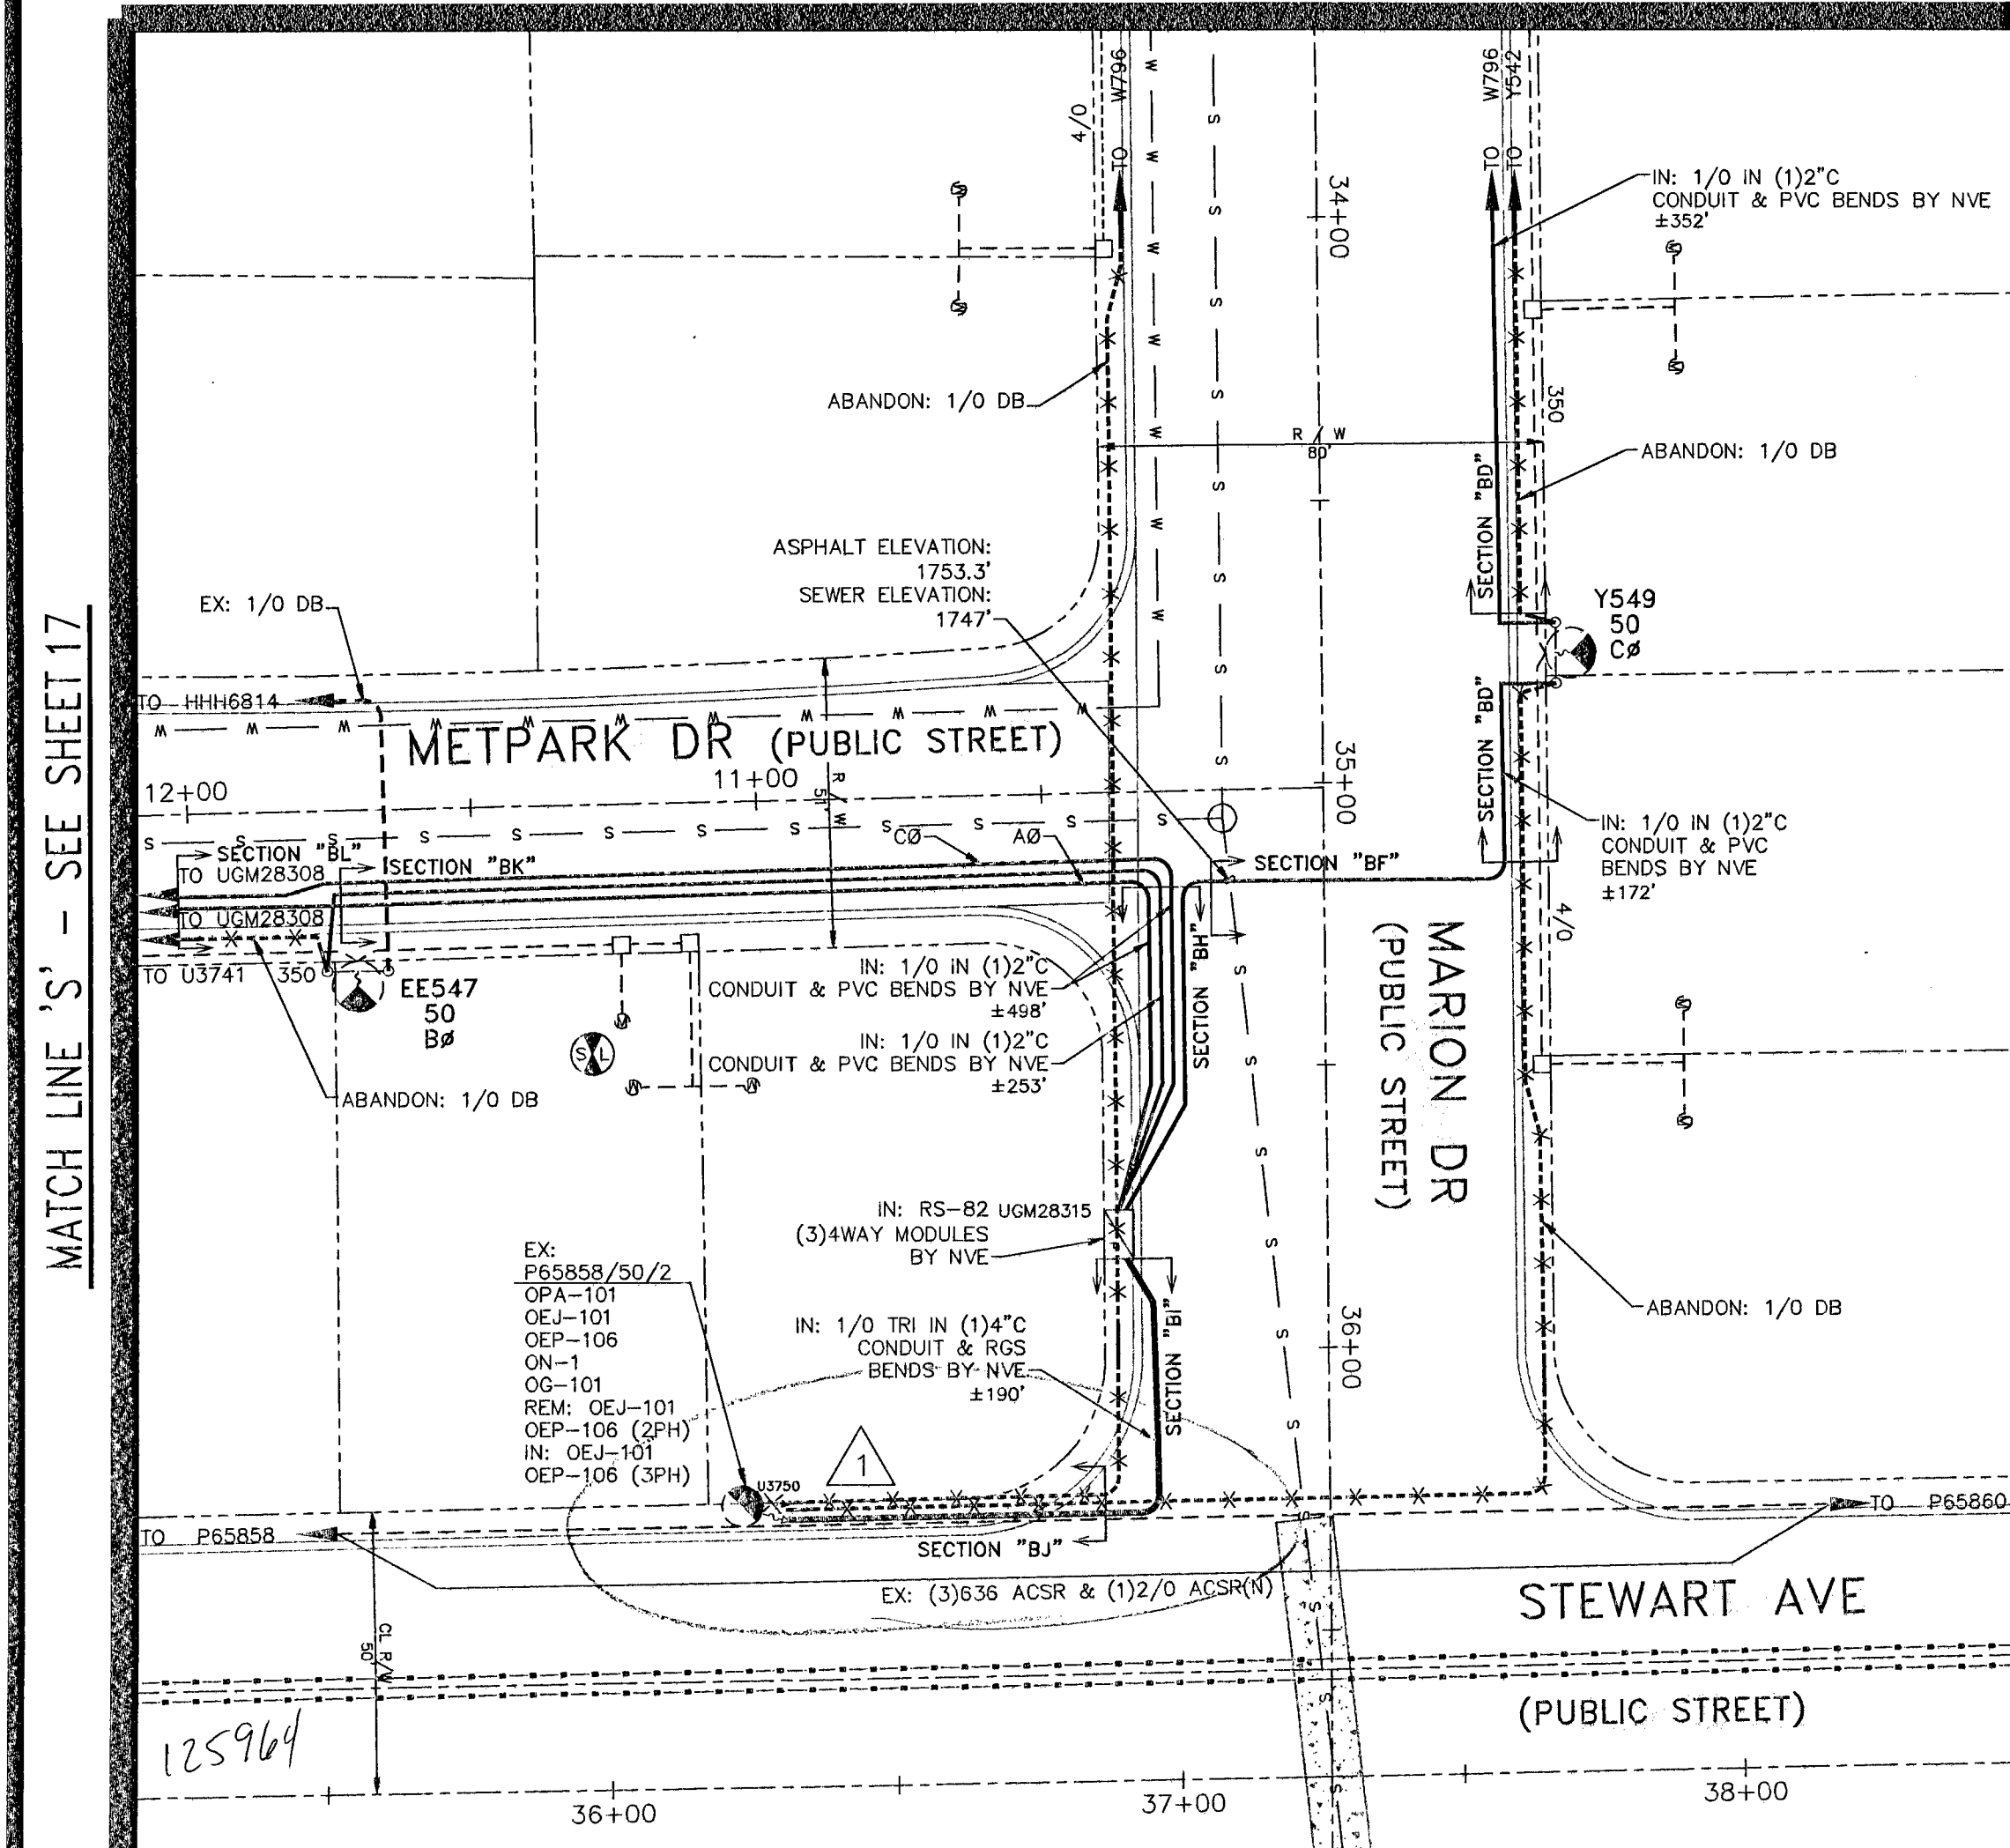 MATCH LINE 'S' - SEE SHEET 17
4/0
TO W796
TO W796
TO Y542
34+00
IN: 1/0 IN (1)2"C
CONDUIT & PVC BENDS BY NVE
±352'
ABANDON: 1/0 DB
R/W
80'
350
ABANDON: 1/0 DB
SECTION "BD"
ASPHALT ELEVATION:
1753.3'
SEWER ELEVATION:
1747'
EX: 1/0 DB
Y549
50
CØ
TO HHH6814
METPARK DR (PUBLIC STREET)
SECTION "BD"
12+00
11+00
R/W
51'
35+00
IN: 1/0 IN (1)2"C
CONDUIT & PVC
BENDS BY NVE
±172'
CØ
AØ
SECTION "BL"
TO UGM28308
SECTION "BK"
SECTION "BF"
TO UGM28308
4/0
TO U3741
350
EE547
50
BØ
IN: 1/0 IN (1)2"C
CONDUIT & PVC BENDS BY NVE
±498'
SECTION "BH"
MARION DR
(PUBLIC STREET)
IN: 1/0 IN (1)2"C
CONDUIT & PVC BENDS BY NVE
±253'
SL
ABANDON: 1/0 DB
IN: RS-82 UGM28315
(3)4WAY MODULES
BY NVE
EX:
P65858/50/2
OPA-101
OEJ-101
OEP-106
ON-1
OG-101
REM: OEJ-101
OEP-106 (2PH)
IN: OEJ-101
OEP-106 (3PH)
IN: 1/0 TRI IN (1)4"C
CONDUIT & RGS
BENDS BY NVE
±190'
SECTION "BI"
36+00
ABANDON: 1/0 DB
1
U3750
TO P65858
TO P65860
SECTION "BJ"
EX: (3)636 ACSR & (1)2/0 ACSR(N)
STEWART AVE
(PUBLIC STREET)
CL R/W
50'
125964
36+00
37+00
38+00